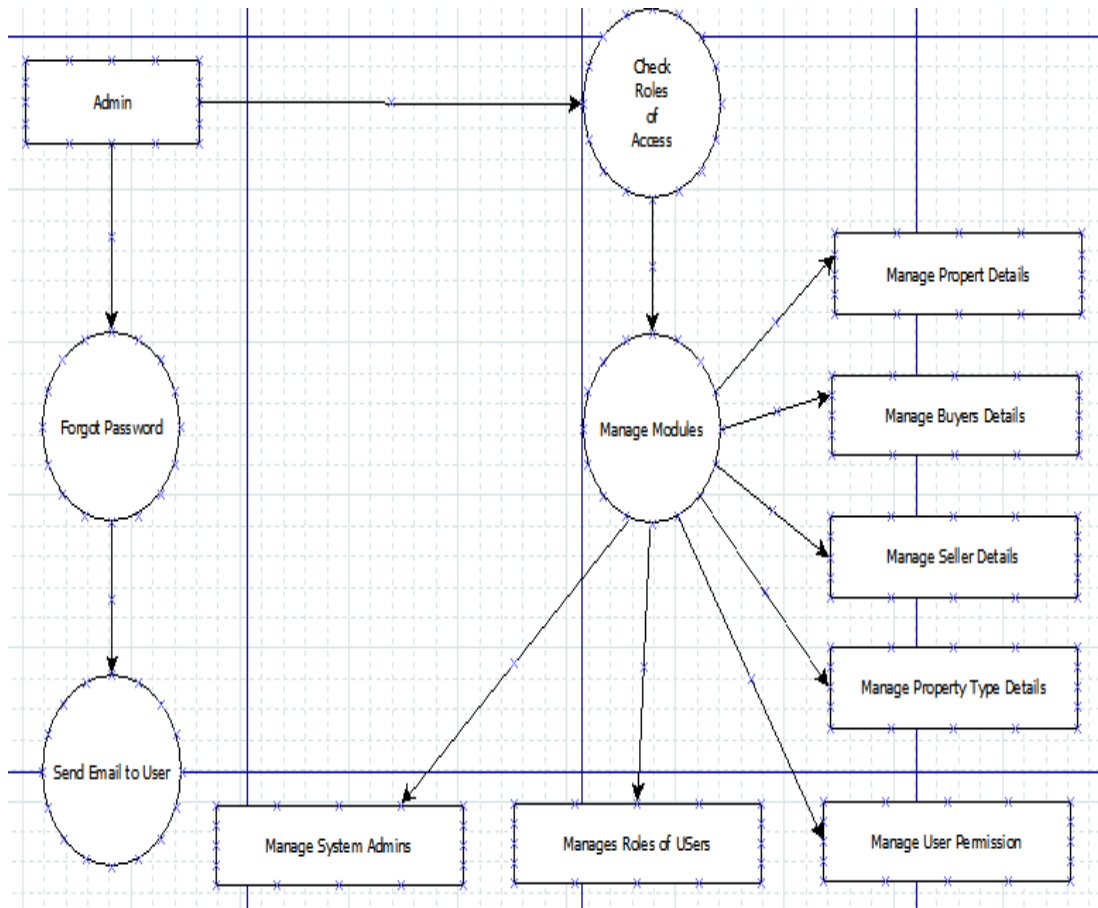 Admin
Check
Roles
of
Access
Manage Propert Details
Manage Buyers Details
Forgot Password
Manage Modules
Manage Seller Details
Manage Property Type Details
Send Email to User
Manage System Admins
Manages Roles of USers
Manage User Permission